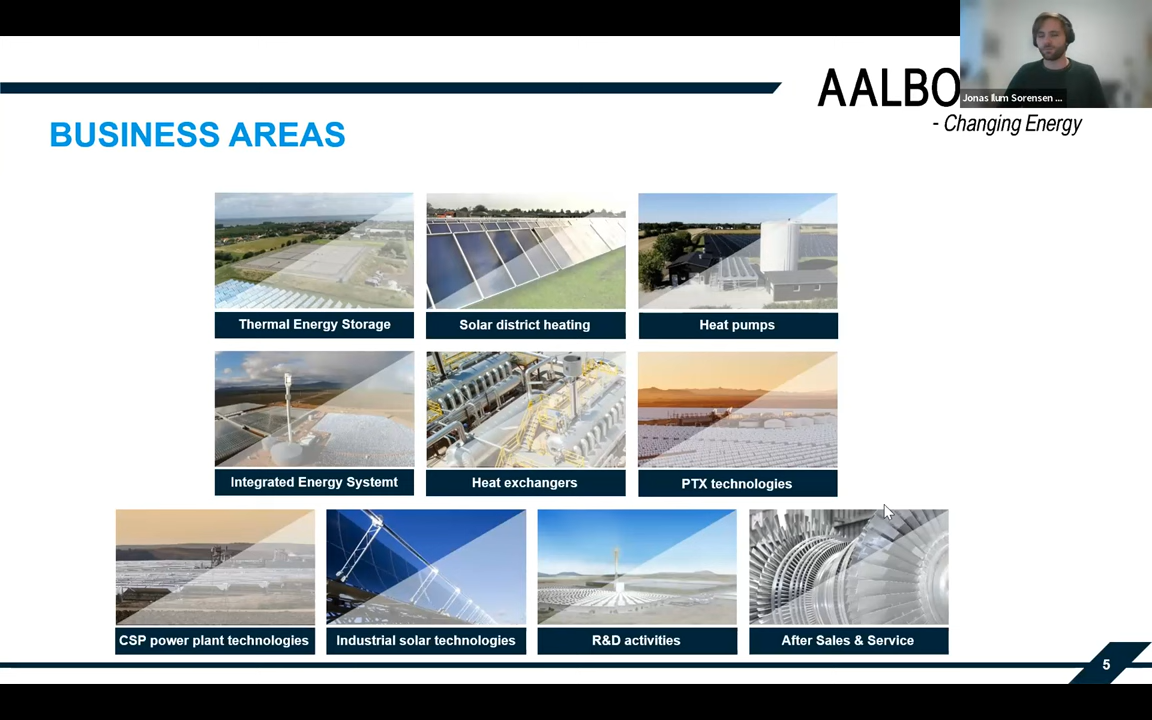 AALBO
Jonas Ilum Sorensen ...
- Changing Energy
BUSINESS AREAS
Thermal Energy Storage
Solar district heating
Heat pumps
Integrated Energy Systemt
Heat exchangers
PTX technologies
CSP power plant technologies
Industrial solar technologies
R&D activities
After Sales & Service
5